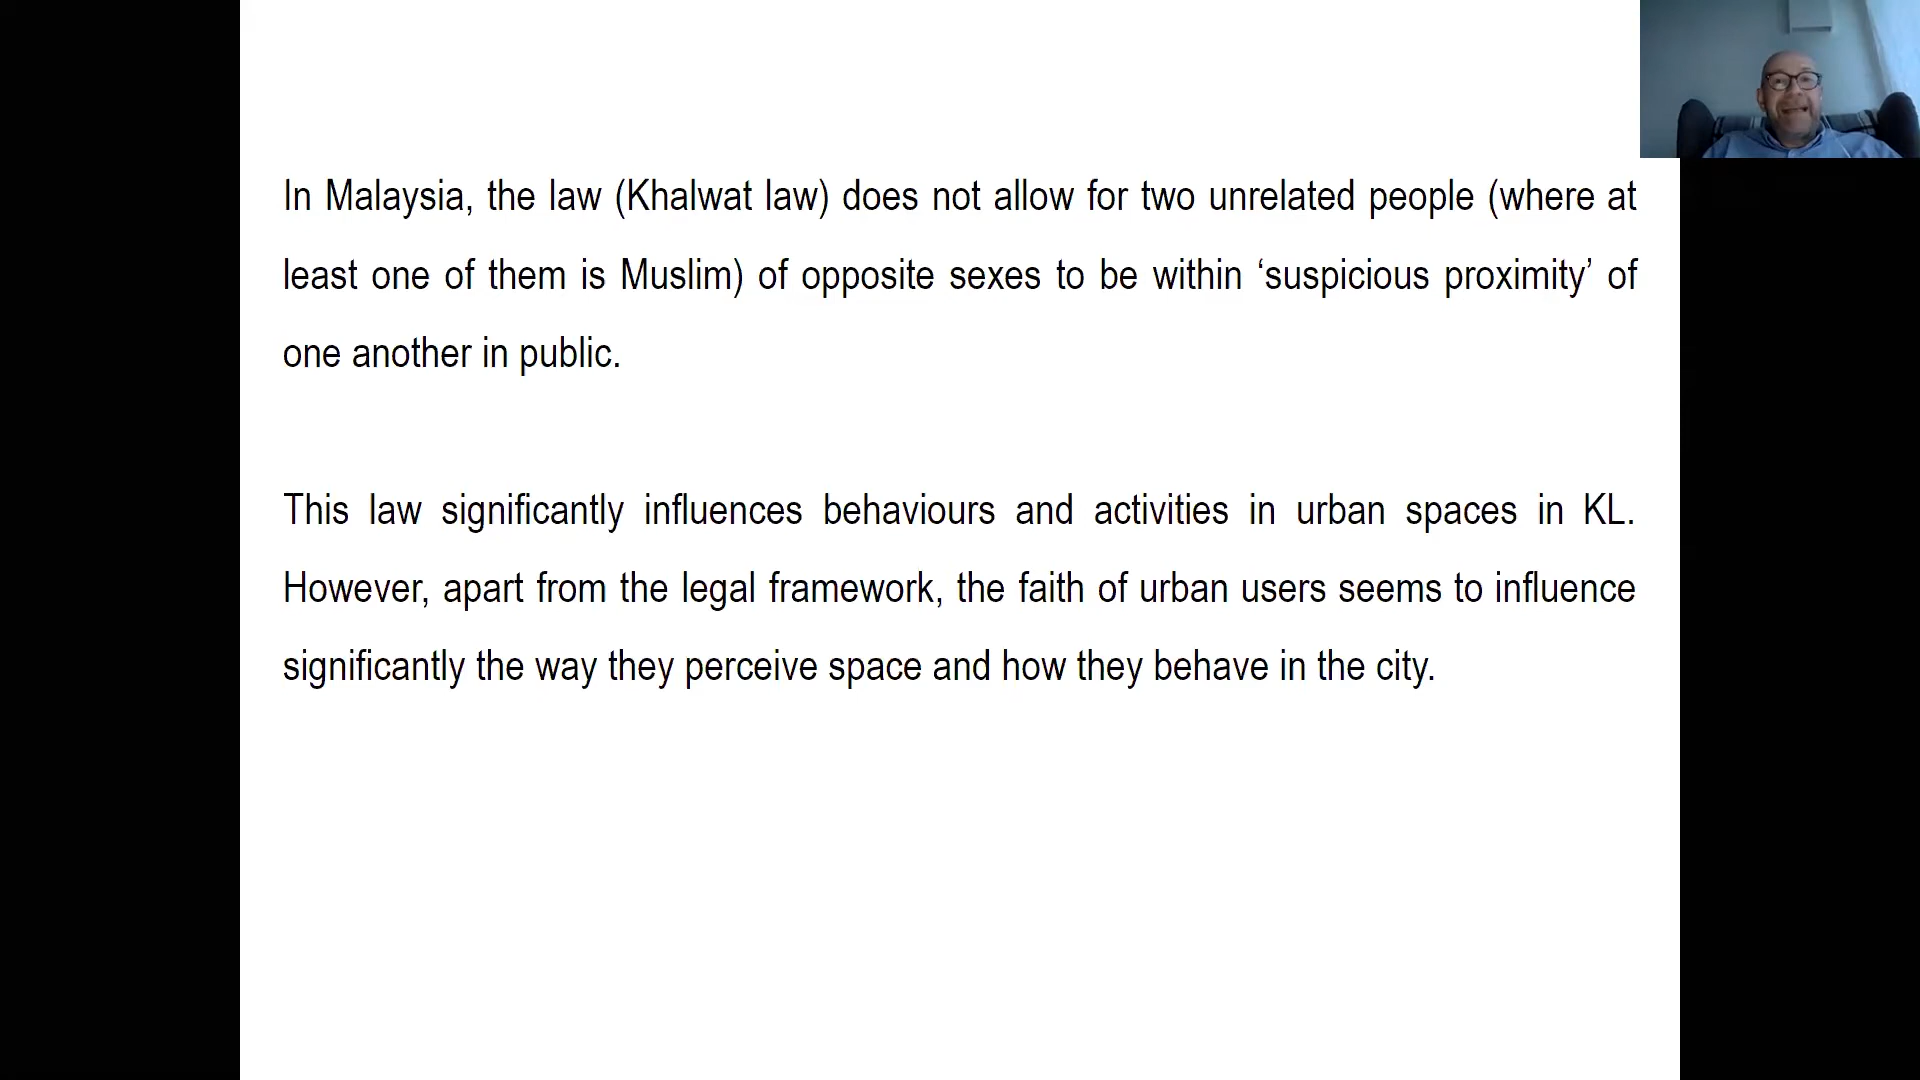 In Malaysia, the law (Khalwat law) does not allow for two unrelated people (where at
least one of them is Muslim) of opposite sexes to be within ‘suspicious proximity’ of
one another in public.
This law significantly influences behaviours and activities in urban spaces in KL.
However, apart from the legal framework, the faith of urban users seems to influence
significantly the way they perceive space and how they behave in the city.